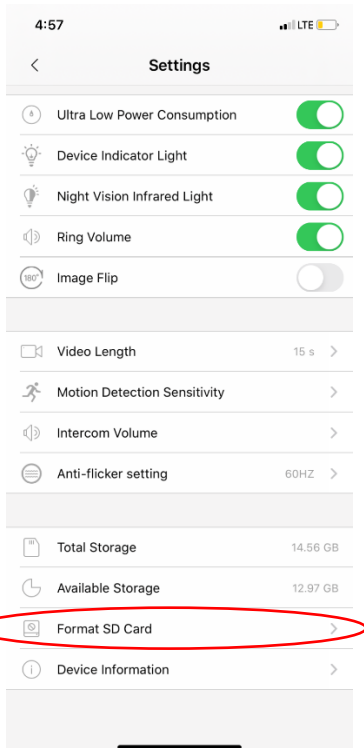 4:57 LTE
Settings
Ultra Low Power Consumption
Device Indicator Light
Night Vision Infrared Light
Ring Volume
180° Image Flip
Video Length 15 s
Motion Detection Sensitivity
Intercom Volume
Anti-flicker setting 60HZ
Total Storage 14.56 GB
Available Storage 12.97 GB
Format SD Card
Device Information